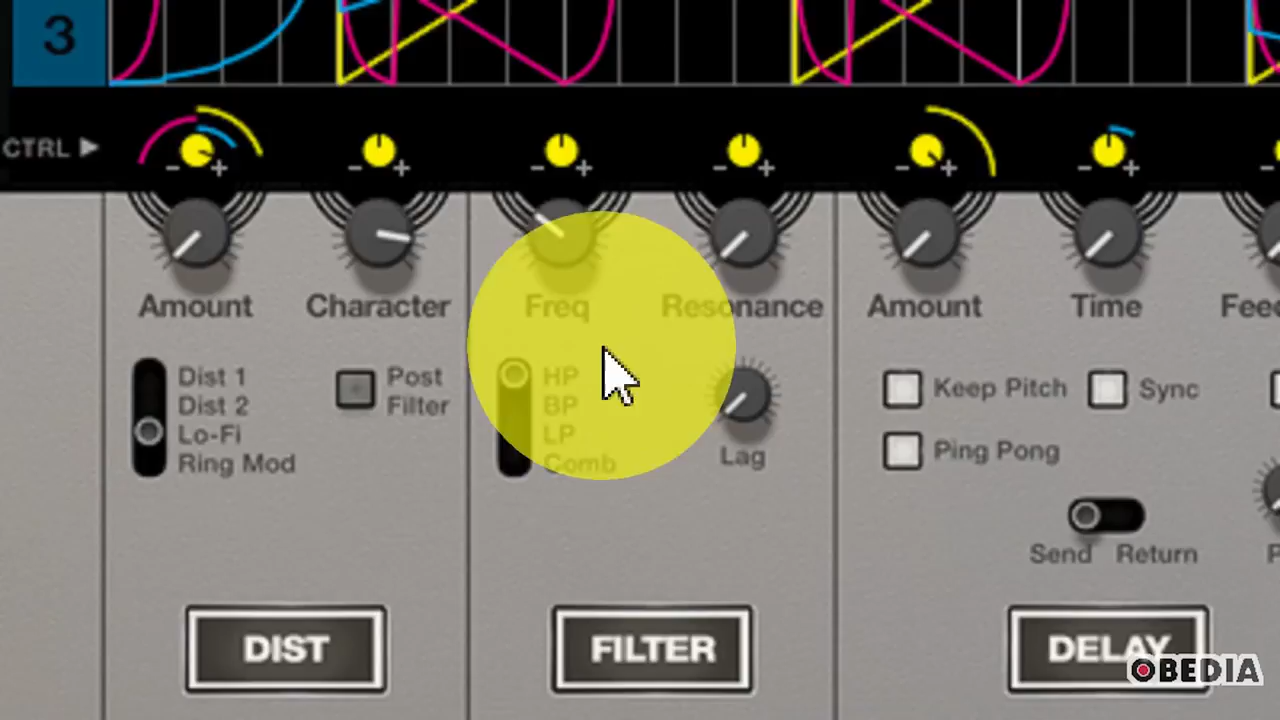 3
CTRL ▶
- + - + - + - + - + - +
Amount Character Freq Resonance Amount Time
Dist 1 Post HP Keep Pitch Sync
Dist 2 Filter BP
Lo-Fi LP
Ring Mod Comb Lag Ping Pong
Send Return
DIST FILTER DELAY
OBEDIA